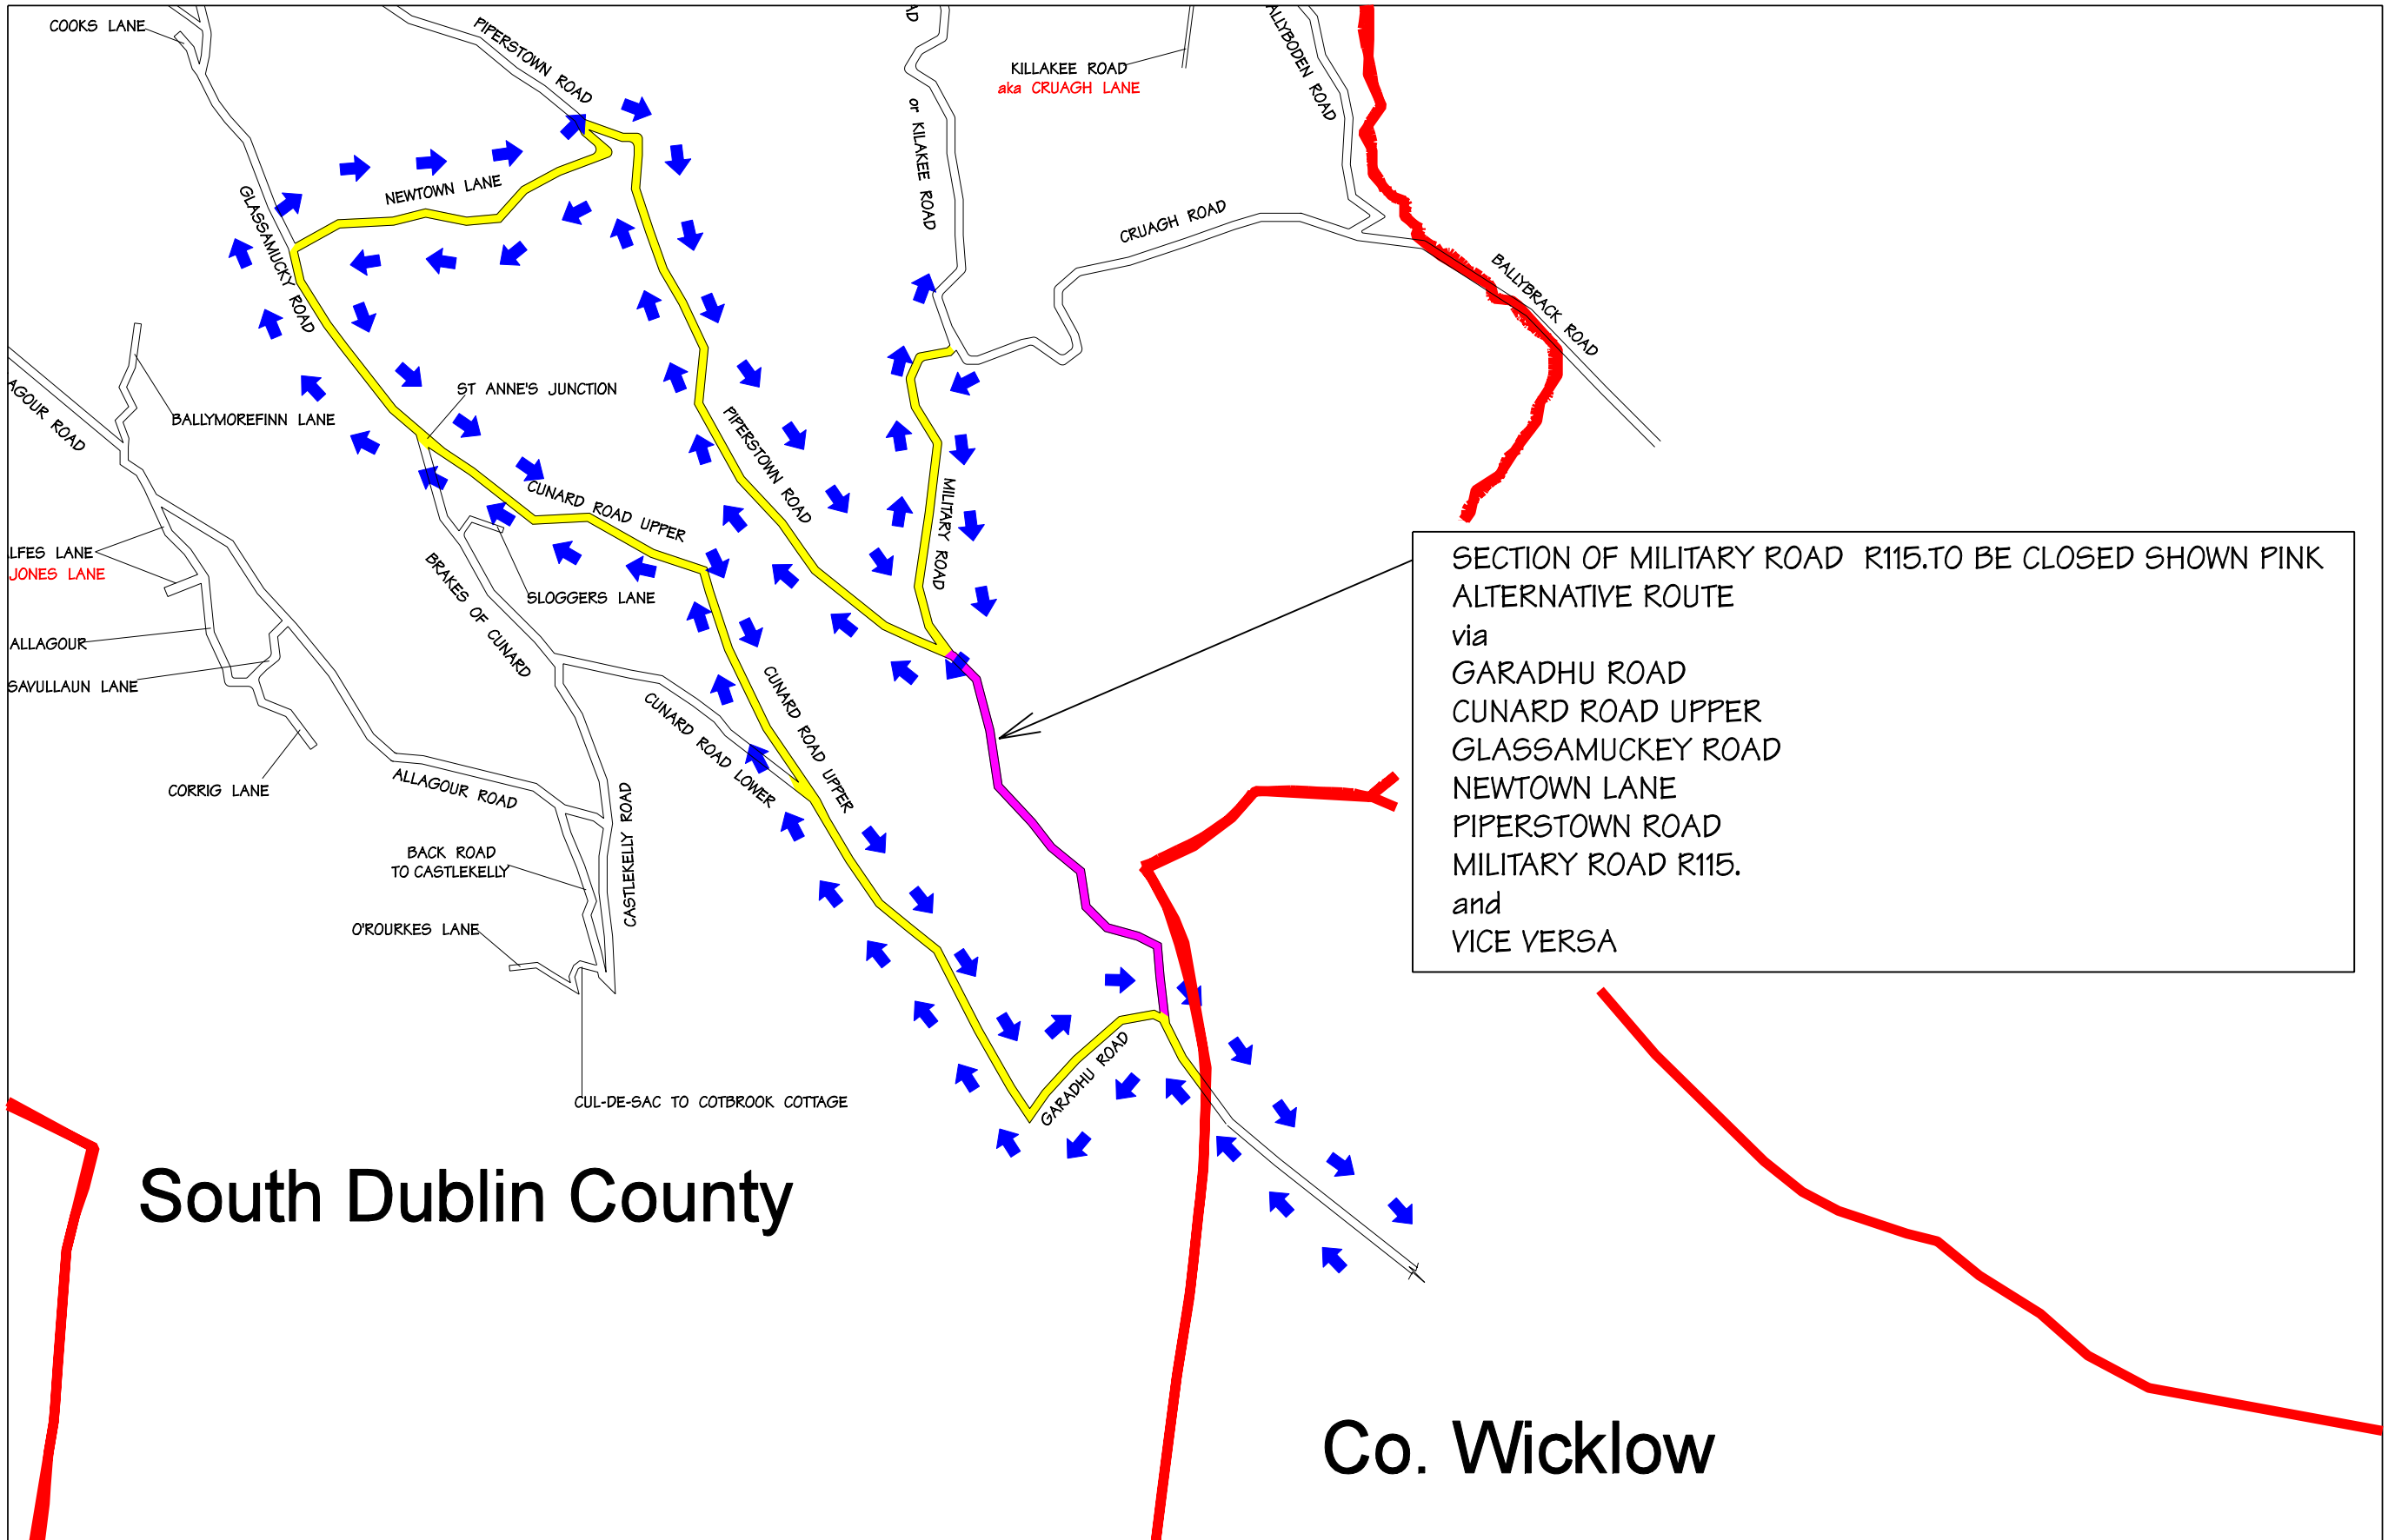 COOKS LANE
PIPERSTOWN ROAD
AD
or KILAKEE ROAD
KILLAKEE ROAD
aka CRUAGH LANE
ALLYBODEN ROAD
NEWTOWN LANE
GLASSAMUCKY ROAD
CRUAGH ROAD
BALLYBRACK ROAD
AGOUR ROAD
BALLYMOREFINN LANE
ST ANNE'S JUNCTION
PIPERSTOWN ROAD
MILITARY ROAD
CUNARD ROAD UPPER
LFES LANE
JONES LANE
BRAKES OF CUNARD
SLOGGERS LANE
ALLAGOUR
SAVULLAUN LANE
CUNARD ROAD LOWER
CUNARD ROAD UPPER
CORRIG LANE
ALLAGOUR ROAD
CASTLEKELLY ROAD
BACK ROAD
TO CASTLEKELLY
O'ROURKES LANE
GARADHU ROAD
CUL-DE-SAC TO COTBROOK COTTAGE
SECTION OF MILITARY ROAD R115.TO BE CLOSED SHOWN PINK
ALTERNATIVE ROUTE
via
GARADHU ROAD
CUNARD ROAD UPPER
GLASSAMUCKEY ROAD
NEWTOWN LANE
PIPERSTOWN ROAD
MILITARY ROAD R115.
and
VICE VERSA
South Dublin County
Co. Wicklow